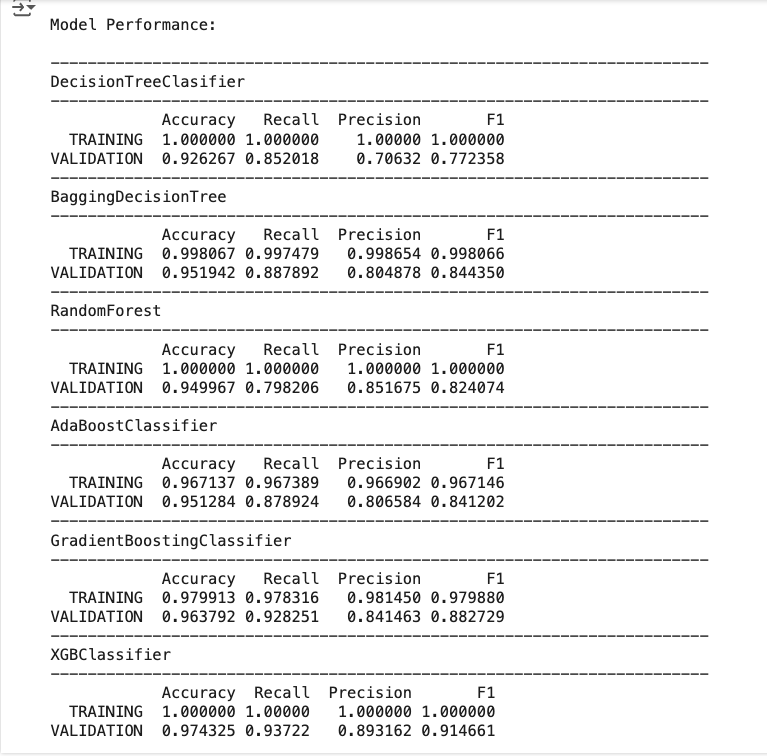 Model Performance:
--------------------------------------------------------------------------------
DecisionTreeClasifier
--------------------------------------------------------------------------------
Accuracy Recall Precision F1
TRAINING 1.000000 1.000000 1.00000 1.000000
VALIDATION 0.926267 0.852018 0.70632 0.772358
--------------------------------------------------------------------------------
BaggingDecisionTree
--------------------------------------------------------------------------------
Accuracy Recall Precision F1
TRAINING 0.998067 0.997479 0.998654 0.998066
VALIDATION 0.951942 0.887892 0.804878 0.844350
--------------------------------------------------------------------------------
RandomForest
--------------------------------------------------------------------------------
Accuracy Recall Precision F1
TRAINING 1.000000 1.000000 1.000000 1.000000
VALIDATION 0.949967 0.798206 0.851675 0.824074
--------------------------------------------------------------------------------
AdaBoostClassifier
--------------------------------------------------------------------------------
Accuracy Recall Precision F1
TRAINING 0.967137 0.967389 0.966902 0.967146
VALIDATION 0.951284 0.878924 0.806584 0.841202
--------------------------------------------------------------------------------
GradientBoostingClassifier
--------------------------------------------------------------------------------
Accuracy Recall Precision F1
TRAINING 0.979913 0.978316 0.981450 0.979880
VALIDATION 0.963792 0.928251 0.841463 0.882729
--------------------------------------------------------------------------------
XGBClassifier
--------------------------------------------------------------------------------
Accuracy Recall Precision F1
TRAINING 1.000000 1.00000 1.000000 1.000000
VALIDATION 0.974325 0.93722 0.893162 0.914661